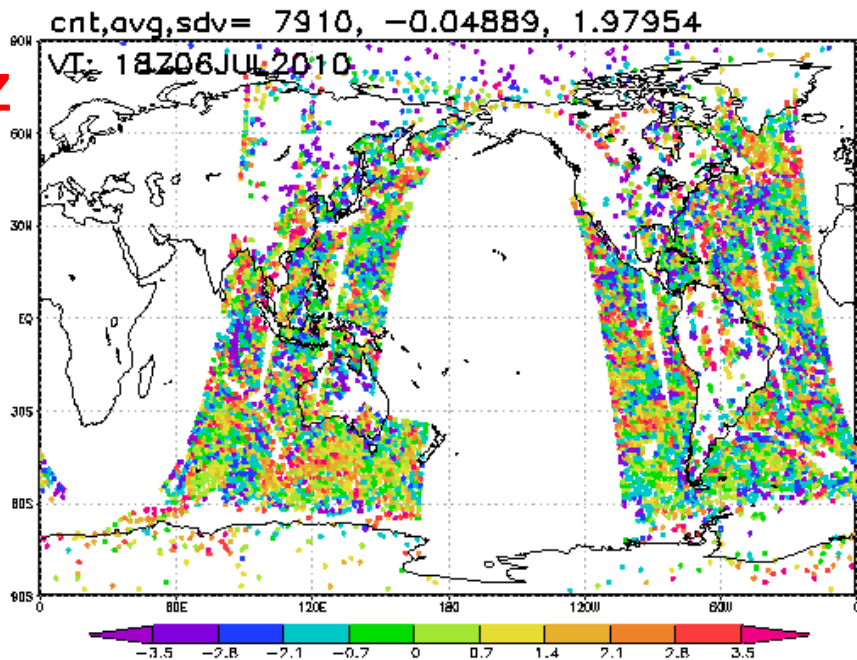 cnt,avg,sdv= 7910, -0.04889, 1.97954
VT: 18Z06JUL2010
Z
90N
60N
30N
EQ
30S
60S
90S
0 60E 120E 180 120W 60W 0
-3.5 -2.8 -2.1 -0.7 0 0.7 1.4 2.1 2.8 3.5